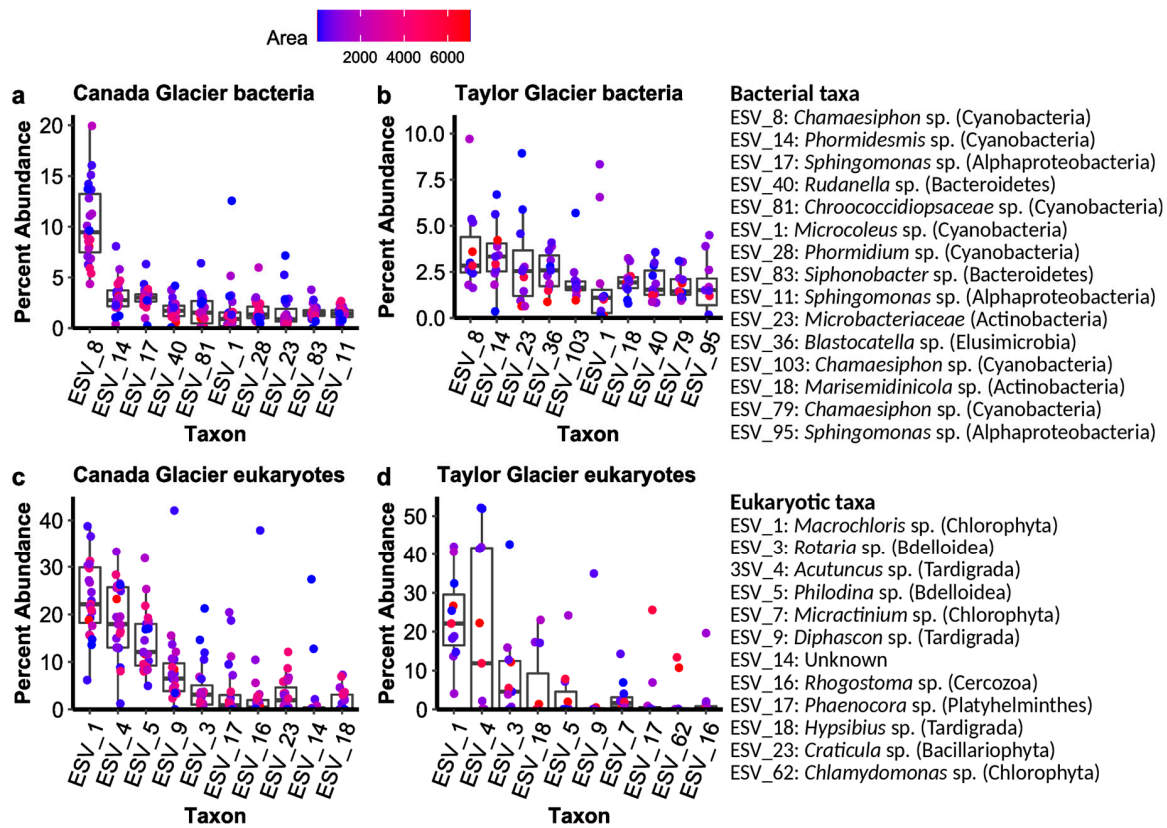 Area
2000 4000 6000
a Canada Glacier bacteria
Percent Abundance
20
15
10
5
0
ESV_8 ESV_14 ESV_17 ESV_40 ESV_81 ESV_1 ESV_28 ESV_23 ESV_83 ESV_11
Taxon
b Taylor Glacier bacteria
Percent Abundance
10.0
7.5
5.0
2.5
0.0
ESV_8 ESV_14 ESV_23 ESV_36 ESV_103 ESV_1 ESV_18 ESV_40 ESV_79 ESV_95
Taxon
Bacterial taxa
ESV_8: Chamaesiphon sp. (Cyanobacteria)
ESV_14: Phormidesmis sp. (Cyanobacteria)
ESV_17: Sphingomonas sp. (Alphaproteobacteria)
ESV_40: Rudanella sp. (Bacteroidetes)
ESV_81: Chroococcidiopsaceae sp. (Cyanobacteria)
ESV_1: Microcoleus sp. (Cyanobacteria)
ESV_28: Phormidium sp. (Cyanobacteria)
ESV_83: Siphonobacter sp. (Bacteroidetes)
ESV_11: Sphingomonas sp. (Alphaproteobacteria)
ESV_23: Microbacteriaceae (Actinobacteria)
ESV_36: Blastocatella sp. (Elusimicrobia)
ESV_103: Chamaesiphon sp. (Cyanobacteria)
ESV_18: Marisemidinicola sp. (Actinobacteria)
ESV_79: Chamaesiphon sp. (Cyanobacteria)
ESV_95: Sphingomonas sp. (Alphaproteobacteria)
c Canada Glacier eukaryotes
Percent Abundance
40
30
20
10
0
ESV_1 ESV_4 ESV_5 ESV_9 ESV_3 ESV_17 ESV_16 ESV_23 ESV_14 ESV_18
Taxon
d Taylor Glacier eukaryotes
Percent Abundance
50
40
30
20
10
0
ESV_1 ESV_4 ESV_3 ESV_18 ESV_5 ESV_9 ESV_7 ESV_17 ESV_62 ESV_16
Taxon
Eukaryotic taxa
ESV_1: Macrochloris sp. (Chlorophyta)
ESV_3: Rotaria sp. (Bdelloidea)
3SV_4: Acutuncus sp. (Tardigrada)
ESV_5: Philodina sp. (Bdelloidea)
ESV_7: Micractinium sp. (Chlorophyta)
ESV_9: Diphascon sp. (Tardigrada)
ESV_14: Unknown
ESV_16: Rhogostoma sp. (Cercozoa)
ESV_17: Phaenocora sp. (Platyhelminthes)
ESV_18: Hypsibius sp. (Tardigrada)
ESV_23: Craticula sp. (Bacillariophyta)
ESV_62: Chlamydomonas sp. (Chlorophyta)